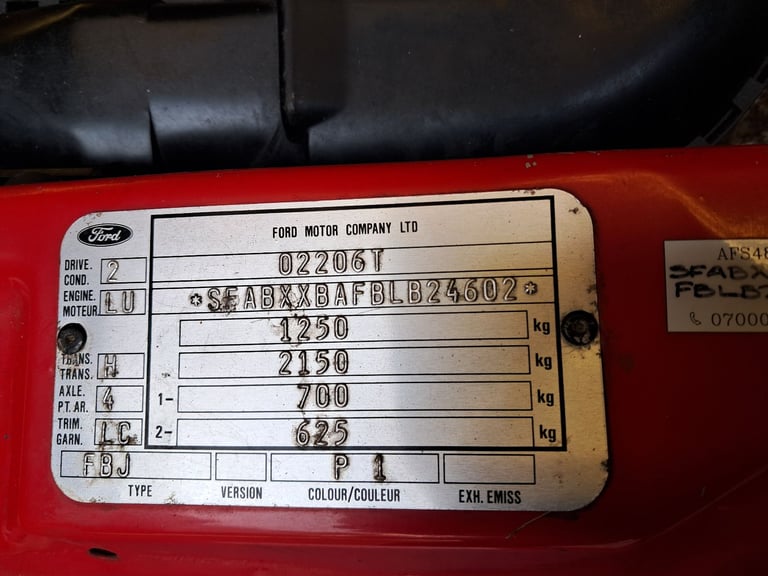 Ford
FORD MOTOR COMPANY LTD
DRIVE. COND. 2
02206T
ENGINE. MOTEUR. LU
*SFABXXBAFBLB24602*
1250 kg
TRANS. TRANS. H
2150 kg
AXLE. PT. AR. 4
1- 700 kg
TRIM. GARN. LC
2- 625 kg
FBJ P 1
TYPE VERSION COLOUR/COULEUR EXH. EMISS
AFS48
SFABX
FBLB
07000